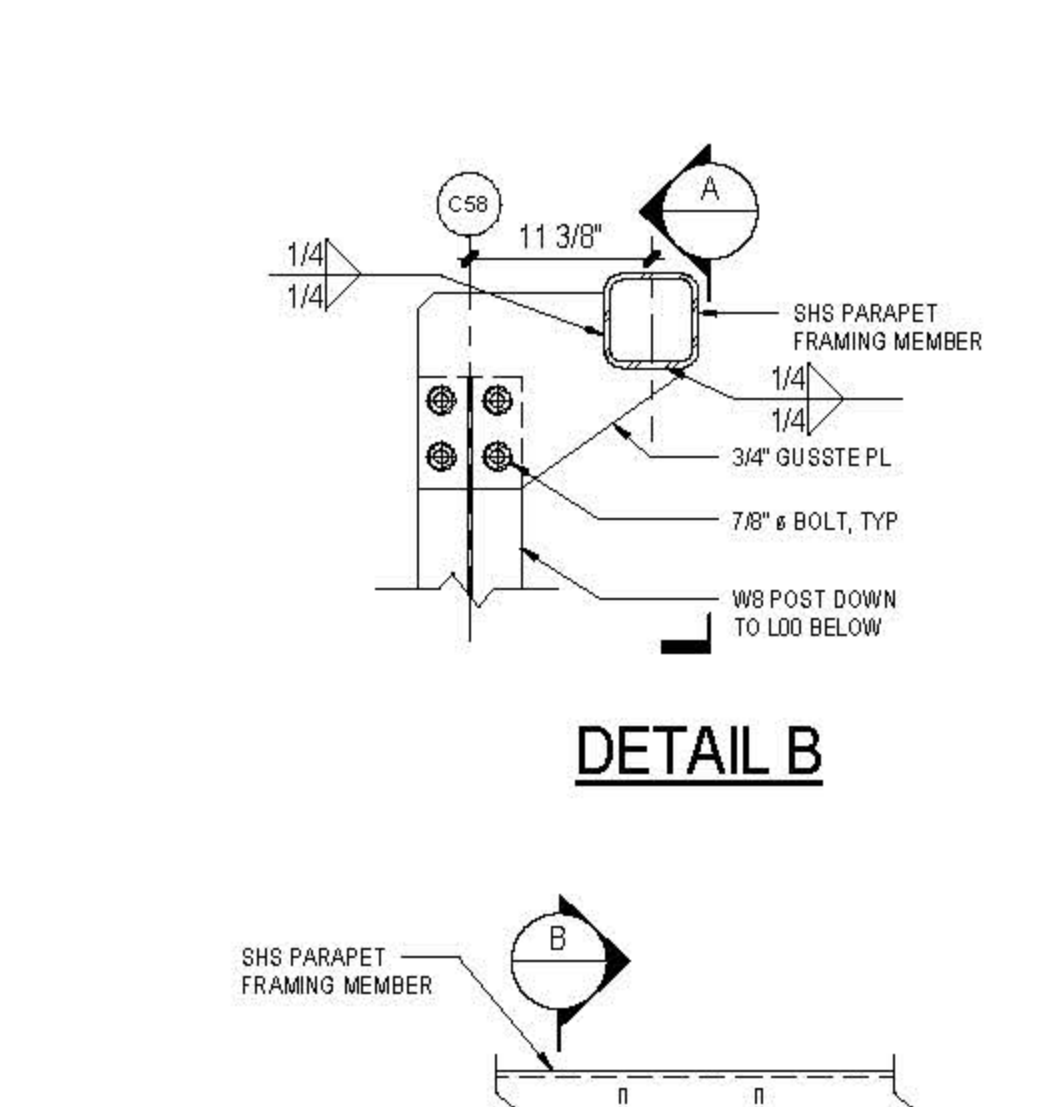 A
C58
11 3/8"
1/4
1/4
SHS PARAPET
FRAMING MEMBER
1/4
1/4
3/4" GUSSTE PL
7/8" ø BOLT, TYP
W8 POST DOWN
TO L00 BELOW
DETAIL B
B
SHS PARAPET
FRAMING MEMBER